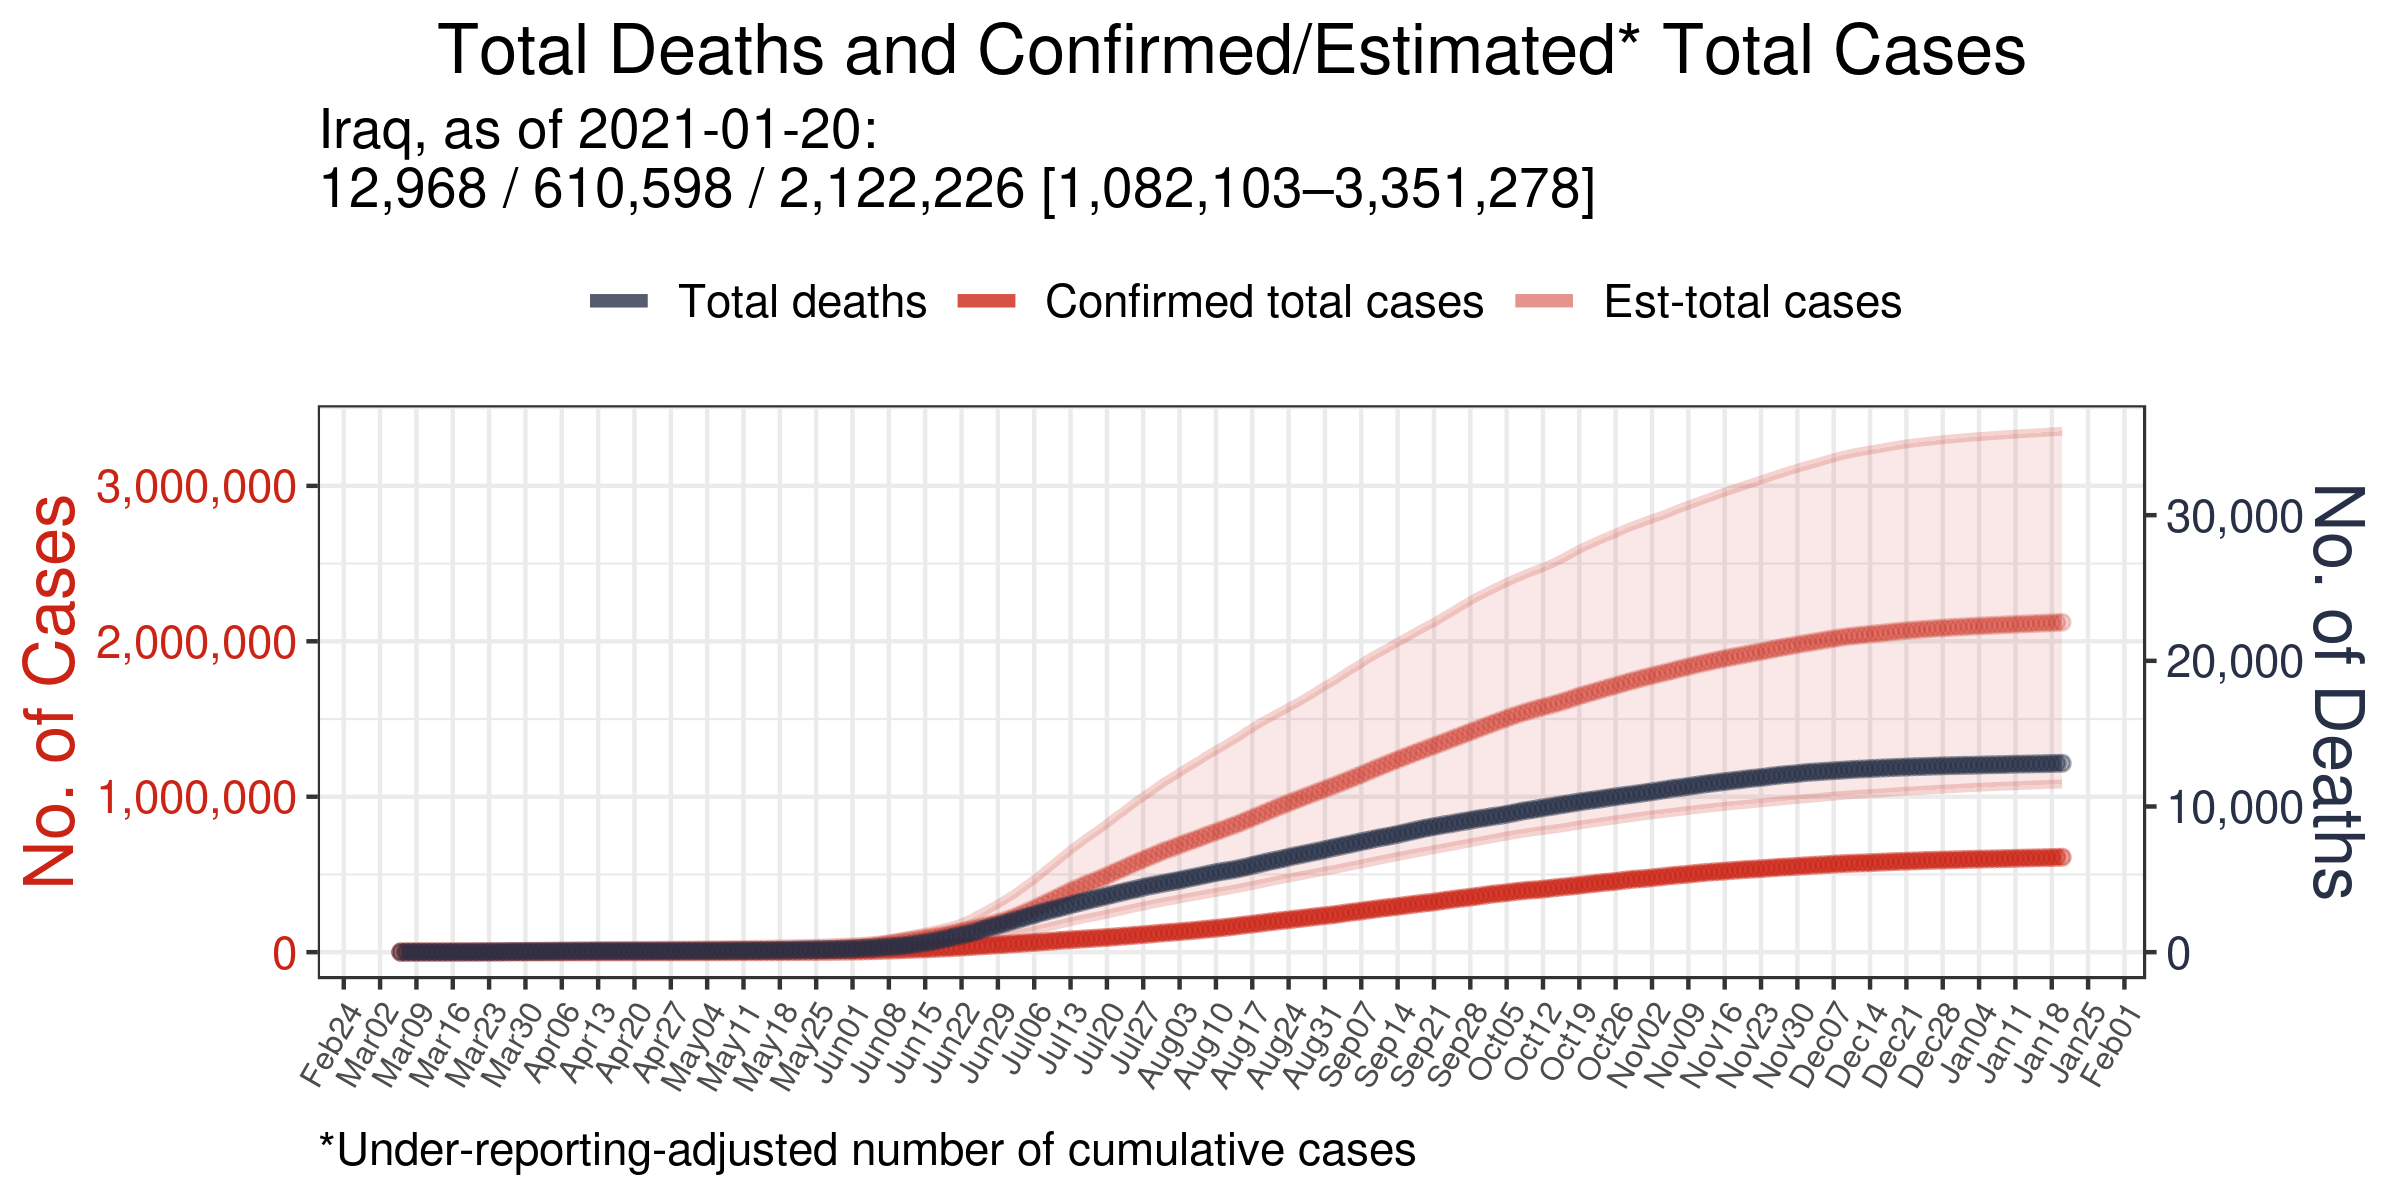 Total Deaths and Confirmed/Estimated* Total Cases
Iraq, as of 2021-01-20:
12,968 / 610,598 / 2,122,226 [1,082,103–3,351,278]
Total deaths
Confirmed total cases
Est-total cases
No. of Cases
3,000,000
2,000,000
1,000,000
0
30,000
20,000
10,000
0
No. of Deaths
Feb24
Mar02
Mar09
Mar16
Mar23
Mar30
Apr06
Apr13
Apr20
Apr27
May04
May11
May18
May25
Jun01
Jun08
Jun15
Jun22
Jun29
Jul06
Jul13
Jul20
Jul27
Aug03
Aug10
Aug17
Aug24
Aug31
Sep07
Sep14
Sep21
Sep28
Oct05
Oct12
Oct19
Oct26
Nov02
Nov09
Nov16
Nov23
Nov30
Dec07
Dec14
Dec21
Dec28
Jan04
Jan11
Jan18
Jan25
Feb01
*Under-reporting-adjusted number of cumulative cases